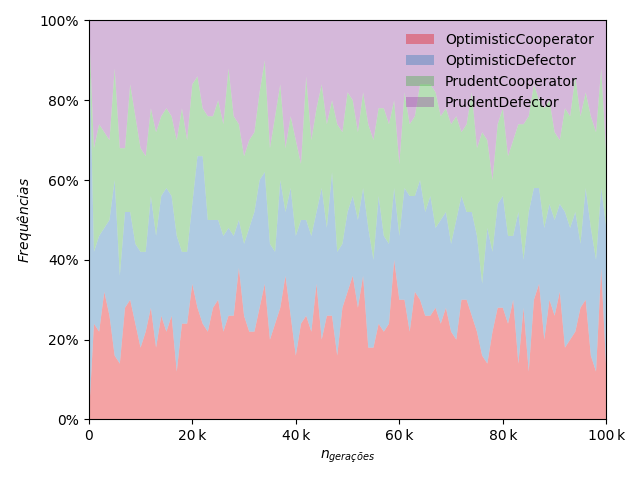 100%
80%
60%
40%
20%
0%
Frequências
OptimisticCooperator
OptimisticDefector
PrudentCooperator
PrudentDefector
0 20 k 40 k 60 k 80 k 100 k
n_gerações